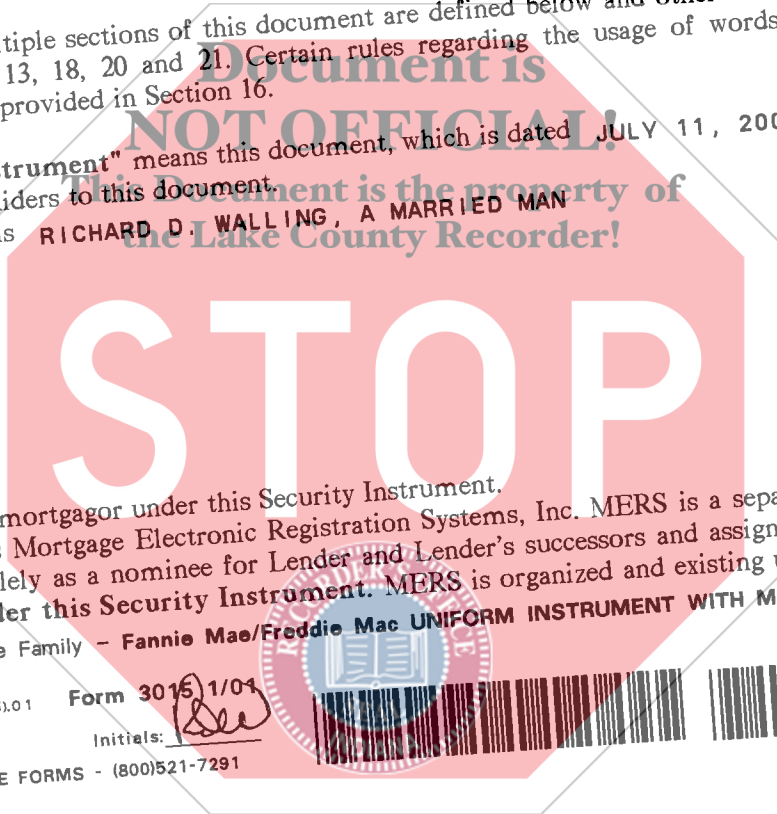 tiple sections of this document are defined below and other
13, 18, 20 and 21. Certain rules regarding the usage of words
provided in Section 16.
Document is
NOT OFFICIAL!
This Document is the property of
the Lake County Recorder!
strument" means this document, which is dated JULY 11, 200
iders to this document.
s RICHARD D. WALLING, A MARRIED MAN
STOP
mortgagor under this Security Instrument.
s Mortgage Electronic Registration Systems, Inc. MERS is a sepa
lely as a nominee for Lender and Lender's successors and assign
der this Security Instrument. MERS is organized and existing u
e Family - Fannie Mae/Freddie Mac UNIFORM INSTRUMENT WITH M
).01 Form 3015 1/01
Initials:
E FORMS - (800)521-7291
RECORDER'S OFFICE
INDIANA